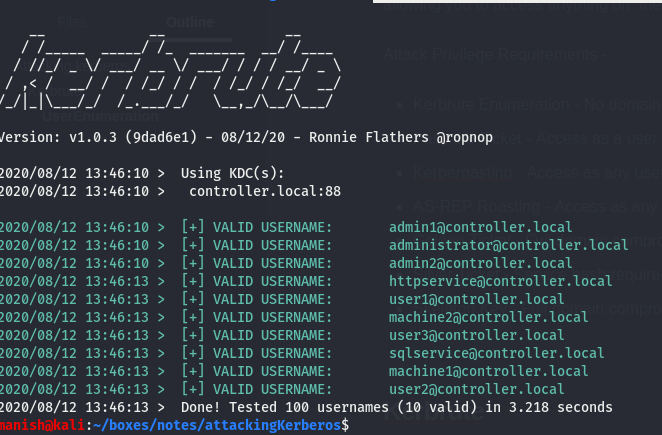 Files
Outline
Attack Privilege Requirements -
UserEnumeration
Version: v1.0.3 (9dad6e1) - 08/12/20 - Ronnie Flathers @ropnop
2020/08/12 13:46:10 > Using KDC(s):
2020/08/12 13:46:10 > controller.local:88
2020/08/12 13:46:10 > [+] VALID USERNAME: admin1@controller.local
2020/08/12 13:46:10 > [+] VALID USERNAME: administrator@controller.local
2020/08/12 13:46:10 > [+] VALID USERNAME: admin2@controller.local
2020/08/12 13:46:13 > [+] VALID USERNAME: httpservice@controller.local
2020/08/12 13:46:13 > [+] VALID USERNAME: user1@controller.local
2020/08/12 13:46:13 > [+] VALID USERNAME: machine2@controller.local
2020/08/12 13:46:13 > [+] VALID USERNAME: user3@controller.local
2020/08/12 13:46:13 > [+] VALID USERNAME: sqlservice@controller.local
2020/08/12 13:46:13 > [+] VALID USERNAME: machine1@controller.local
2020/08/12 13:46:13 > [+] VALID USERNAME: user2@controller.local
2020/08/12 13:46:13 > Done! Tested 100 usernames (10 valid) in 3.218 seconds
manish@kali:~/boxes/notes/attackingKerberos$